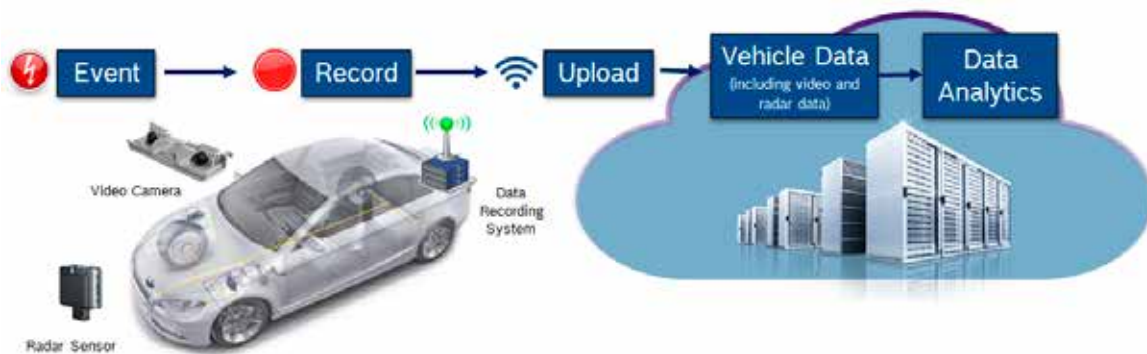 Event
Record
Upload
Vehicle Data
(including video and
radar data)
Data
Analytics
Video Camera
Data
Recording
System
Radar Sensor